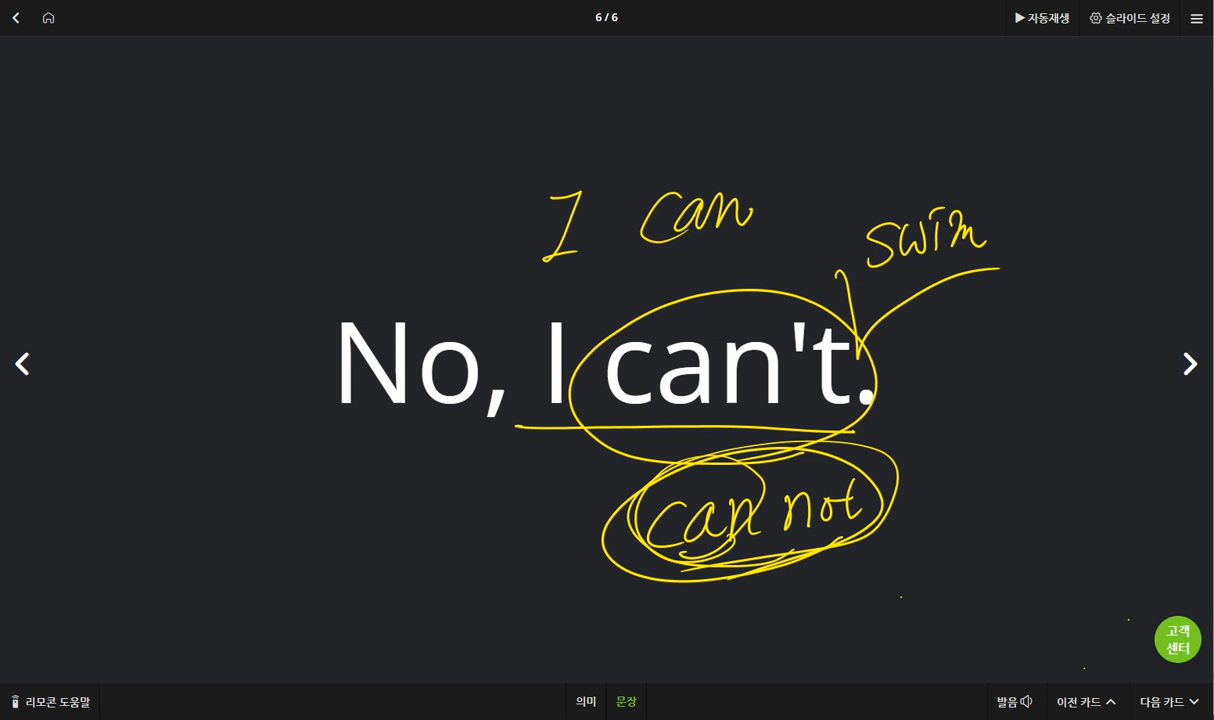 6 / 6
자동재생
슬라이드 설정
I can
swim
No, I can't.
can not
고객
센터
리모콘 도움말
의미
문장
발음
이전 카드
다음 카드